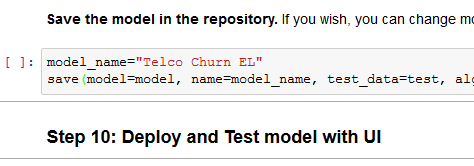 Save the model in the repository. If you wish, you can change
[ ]: model_name="Telco Churn EL"
save(model=model, name=model_name, test_data=test,
Step 10: Deploy and Test model with UI